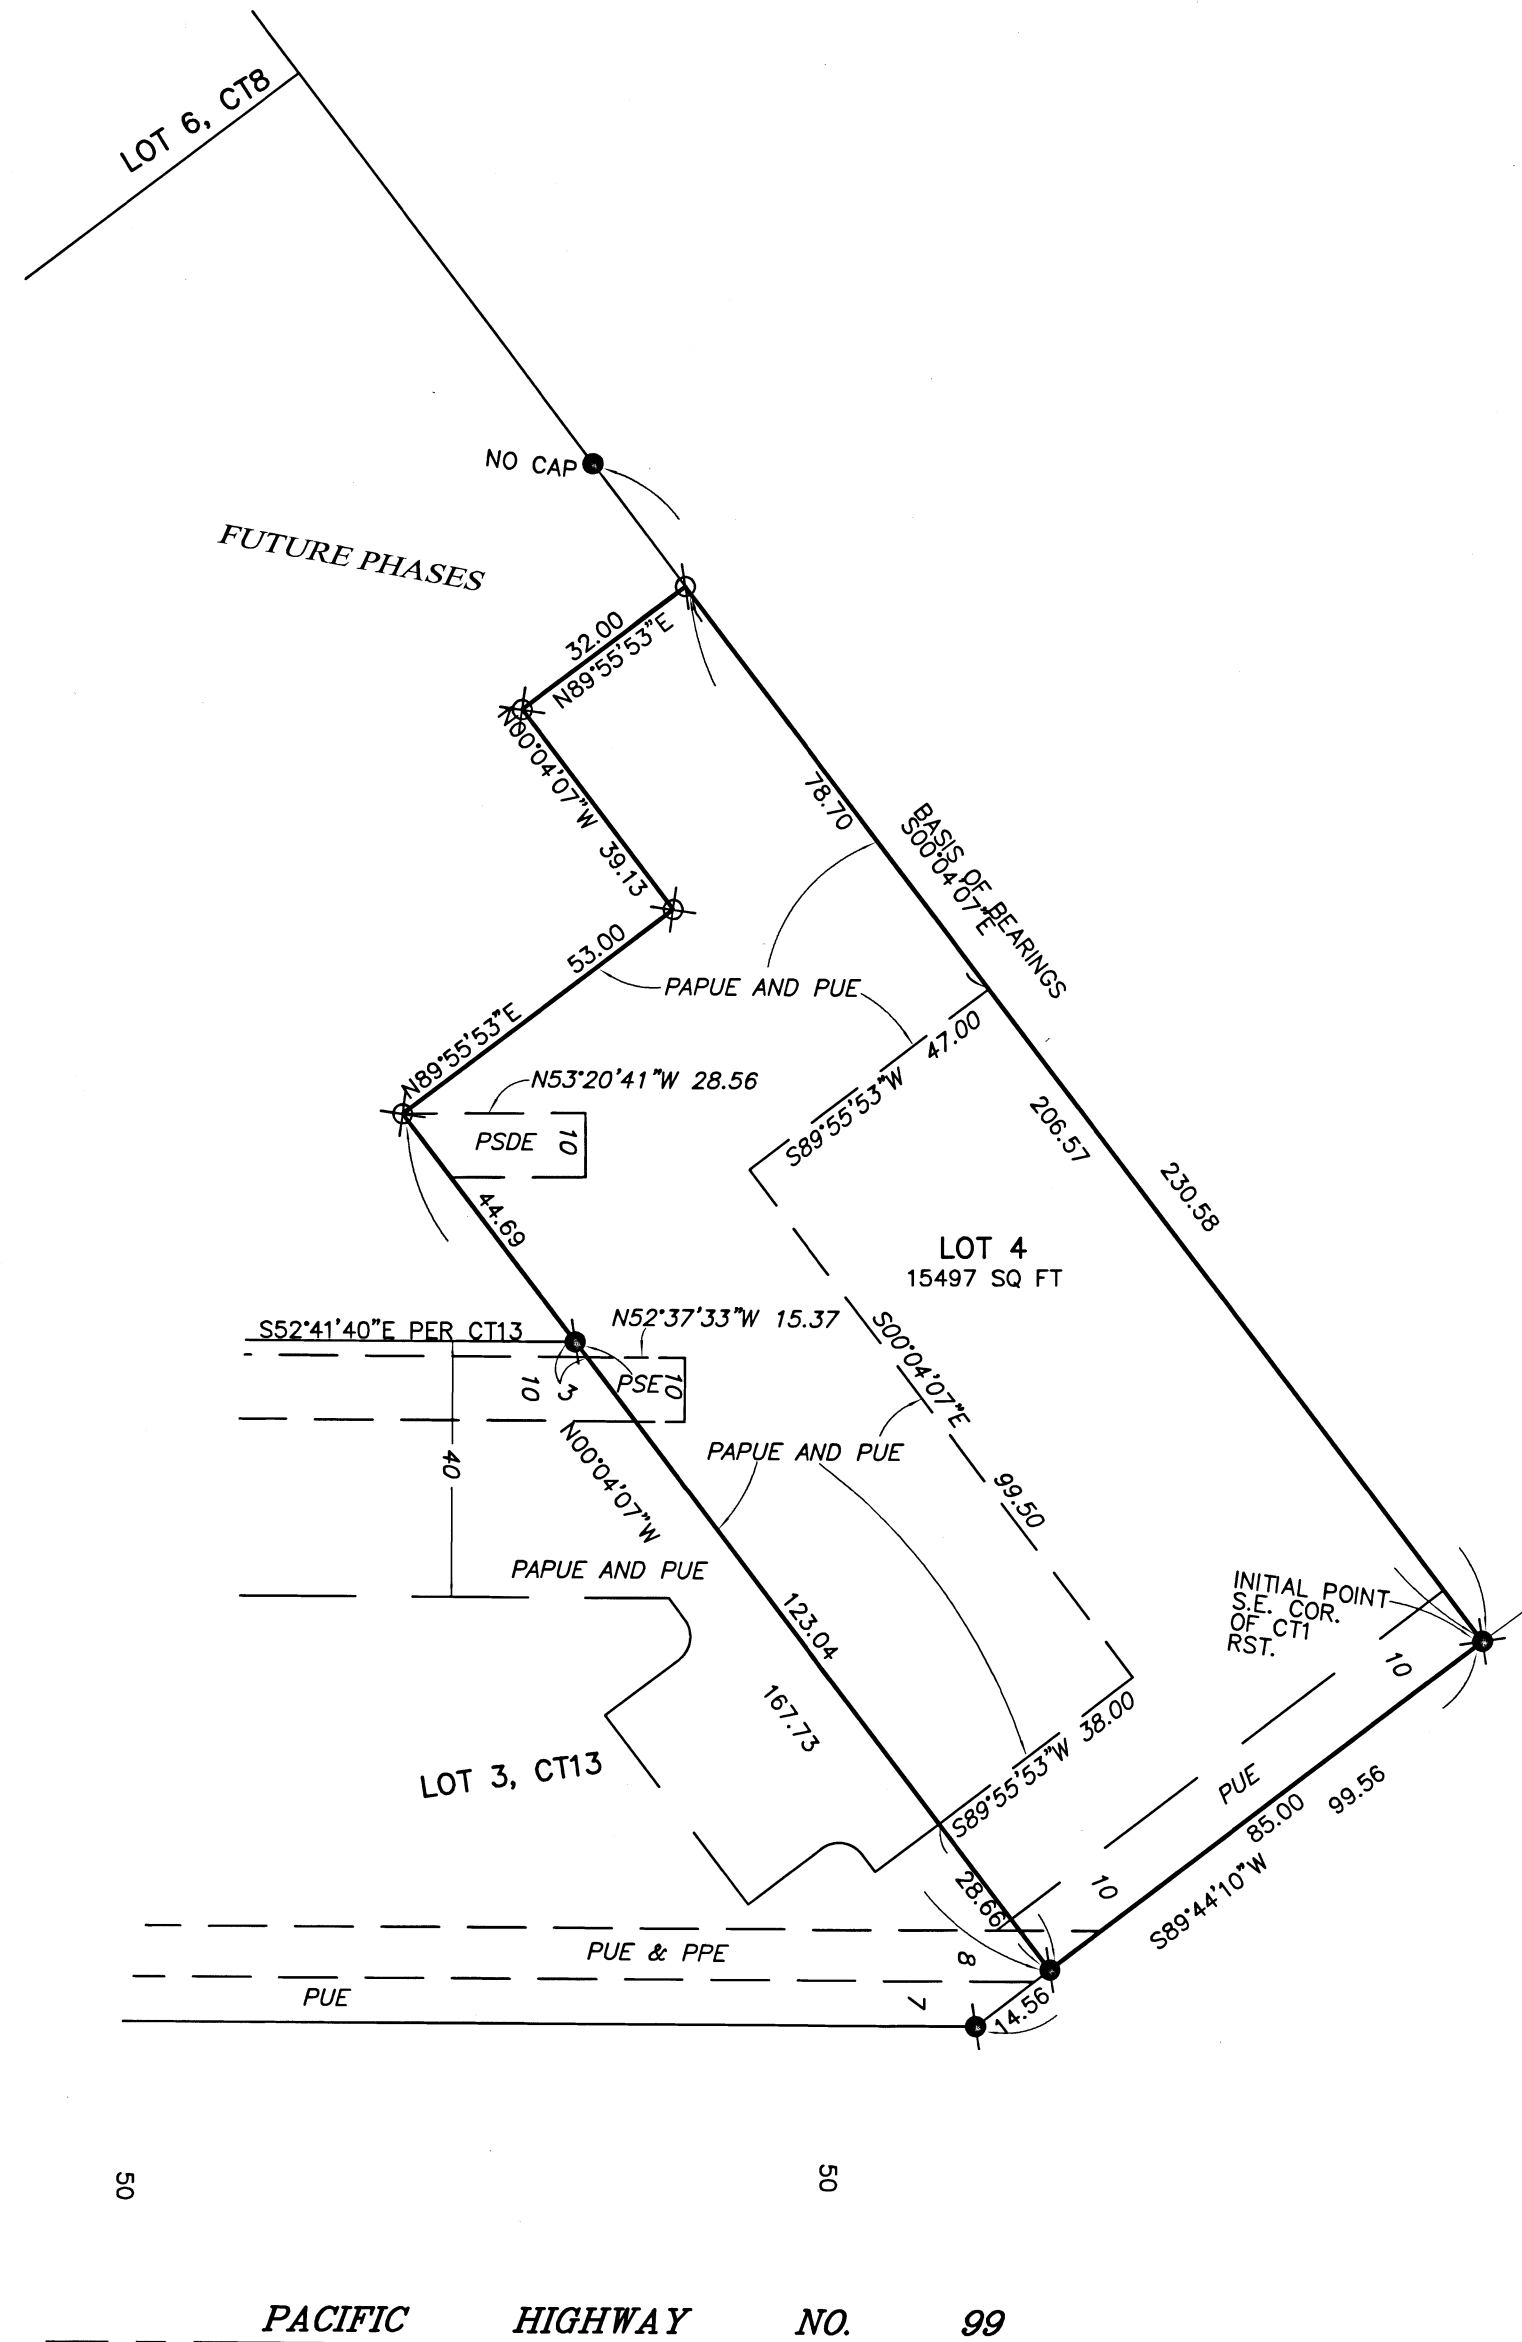 LOT 6, CT8
NO CAP
FUTURE PHASES
32.00
N89°55'53"E
N00°04'07"W 39.13
78.70
BASIS OF BEARINGS
S00°04'07"E
53.00
N89°55'53"E
PAPUE AND PUE
47.00
S89°55'53"W
N53°20'41"W 28.56
PSDE
10
206.57
230.58
44.69
LOT 4
15497 SQ FT
N52°37'33"W 15.37
S52°41'40"E PER CT13
S00°04'07"E
99.50
10
3
PSE
10
N00°04'07"W
PAPUE AND PUE
40
PAPUE AND PUE
123.04
167.73
INITIAL POINT
S.E. COR.
OF CT1
RST.
10
LOT 3, CT13
S89°55'53"W 38.00
PUE
85.00
99.56
S89°44'10"W
28.66
10
PUE & PPE
8
PUE
7
14.56
50
50
PACIFIC HIGHWAY NO. 99